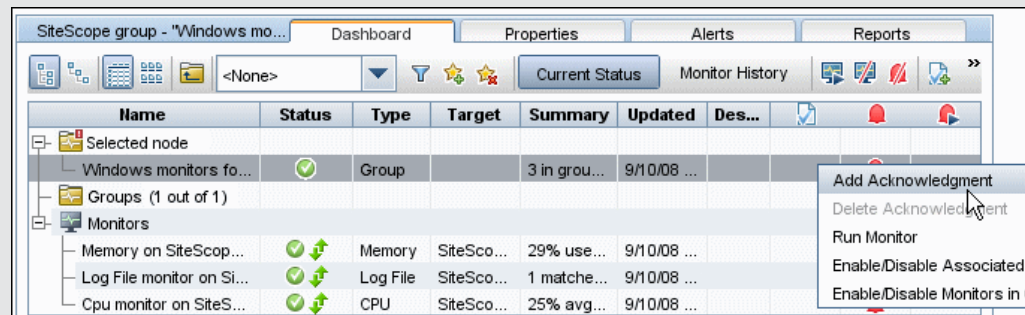 SiteScope group - "Windows mo...
Dashboard
Properties
Alerts
Reports
<None>
Current Status
Monitor History
»
Name Status Type Target Summary Updated Des...
Selected node
Windows monitors fo... Group 3 in grou... 9/10/08 ...
Groups (1 out of 1)
Monitors
Memory on SiteScop... Memory SiteSco... 29% use... 9/10/08 ...
Log File monitor on Si... Log File SiteSco... 1 matche... 9/10/08 ...
Cpu monitor on SiteS... CPU SiteSco... 25% avg... 9/10/08 ...
Add Acknowledgment
Delete Acknowledgment
Run Monitor
Enable/Disable Associated
Enable/Disable Monitors in